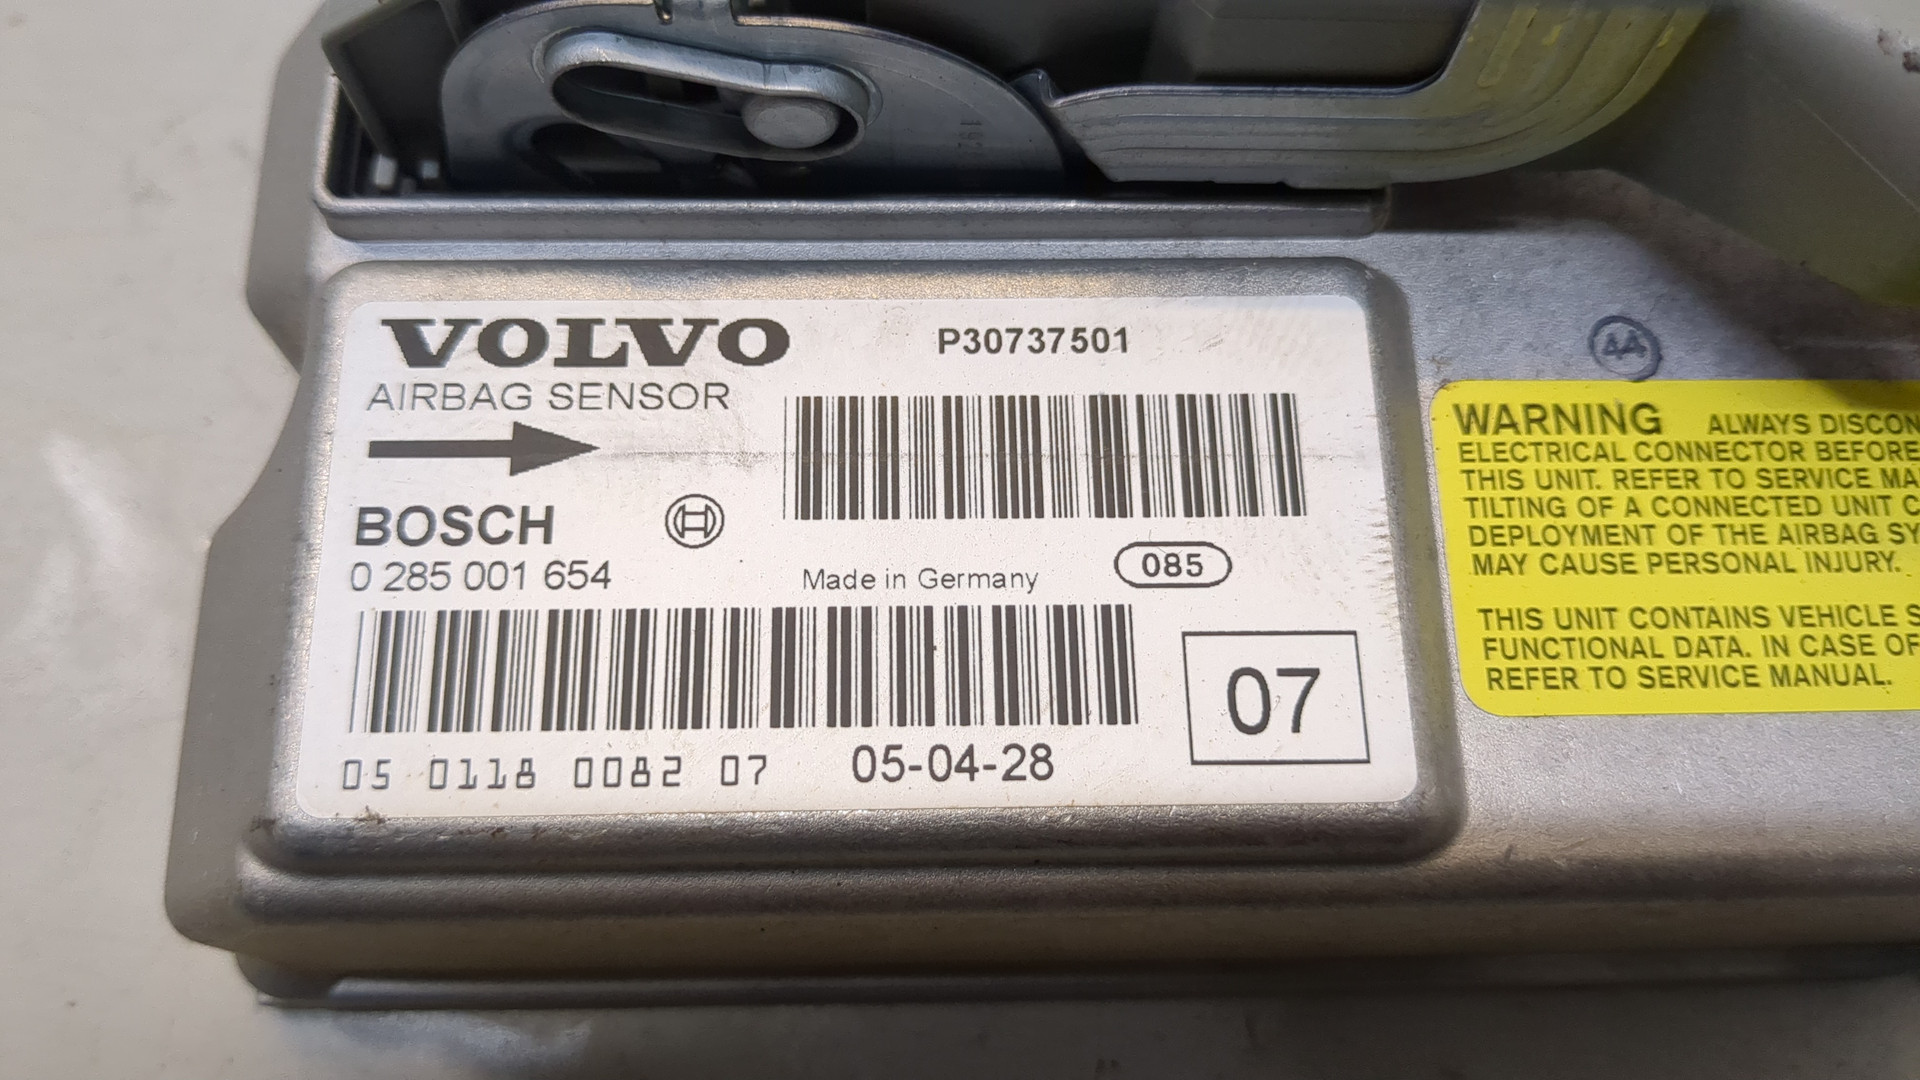 VOLVO
P30737501
AIRBAG SENSOR
BOSCH
0 285 001 654
Made in Germany
085
07
05 0118 0082 07
05-04-28
44
WARNING ALWAYS DISCON
ELECTRICAL CONNECTOR BEFORE
THIS UNIT. REFER TO SERVICE MA
TILTING OF A CONNECTED UNIT C
DEPLOYMENT OF THE AIRBAG SY
MAY CAUSE PERSONAL INJURY.
THIS UNIT CONTAINS VEHICLE S
FUNCTIONAL DATA. IN CASE OF
REFER TO SERVICE MANUAL.